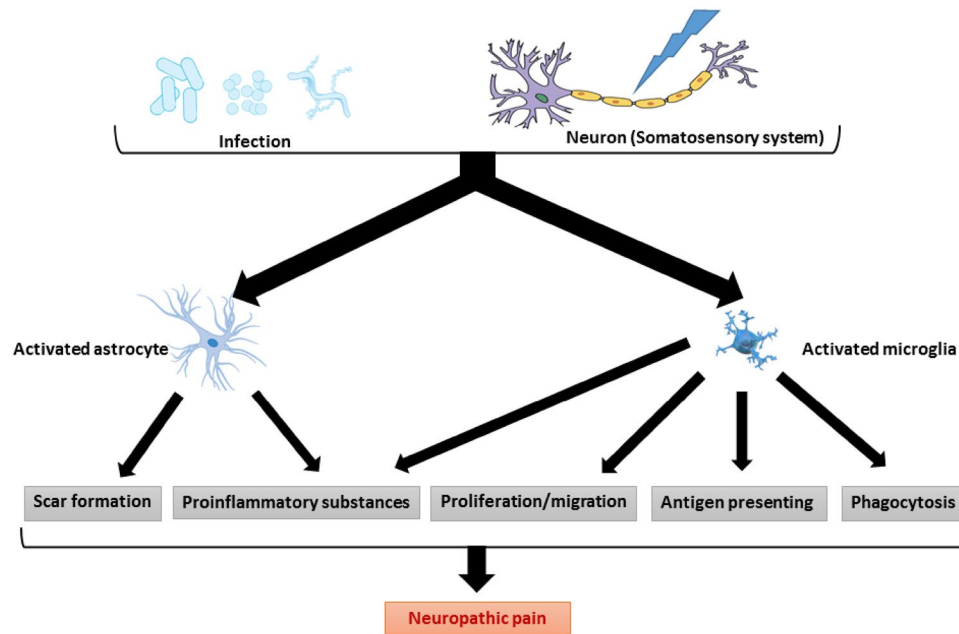 Infection
Neuron (Somatosensory system)
Activated astrocyte
Activated microglia
Scar formation
Proinflammatory substances
Proliferation/migration
Antigen presenting
Phagocytosis
Neuropathic pain